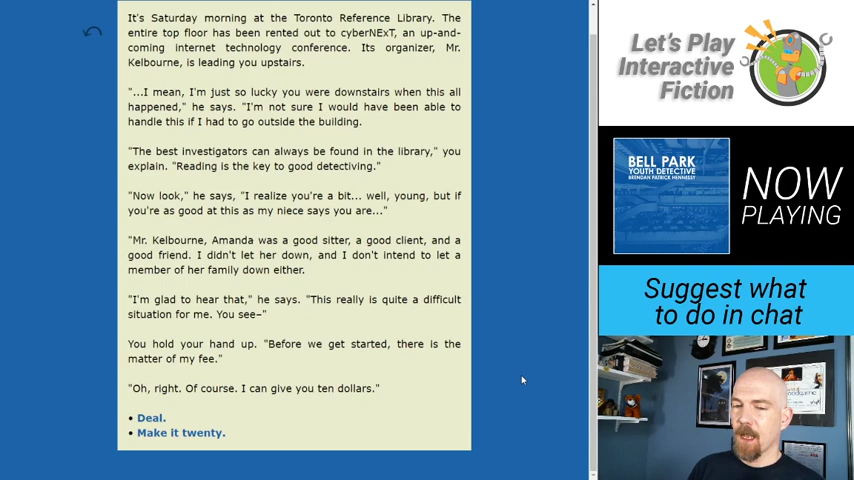 It's Saturday morning at the Toronto Reference Library. The
entire top floor has been rented out to cyberNExT, an up-and-
coming internet technology conference. Its organizer, Mr.
Kelbourne, is leading you upstairs.
"...I mean, I'm just so lucky you were downstairs when this all
happened," he says. "I'm not sure I would have been able to
handle this if I had to go outside the building.
"The best investigators can always be found in the library," you
explain. "Reading is the key to good detectiving."
"Now look," he says, "I realize you're a bit... well, young, but if
you're as good at this as my niece says you are..."
"Mr. Kelbourne, Amanda was a good sitter, a good client, and a
good friend. I didn't let her down, and I don't intend to let a
member of her family down either.
"I'm glad to hear that," he says. "This really is quite a difficult
situation for me. You see–"
You hold your hand up. "Before we get started, there is the
matter of my fee."
"Oh, right. Of course. I can give you ten dollars."
• Deal.
• Make it twenty.
Let's Play
Interactive
Fiction
BELL PARK
YOUTH DETECTIVE
BRENDAN PATRICK HENNESSY
NOW
PLAYING
Suggest what
to do in chat